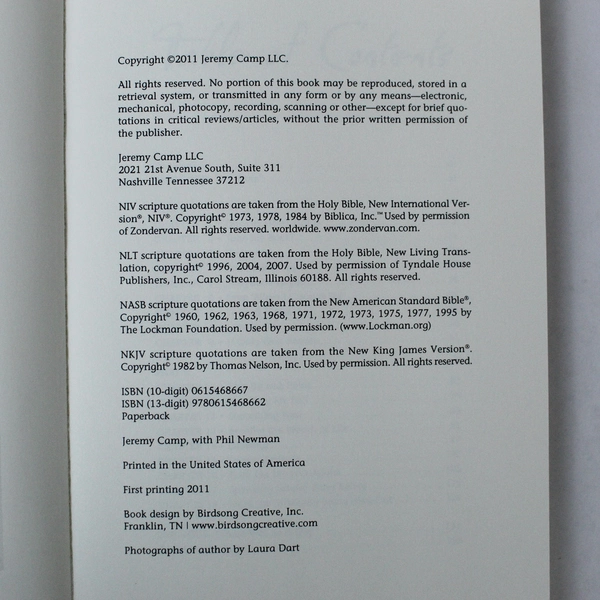 Copyright ©2011 Jeremy Camp LLC.
All rights reserved. No portion of this book may be reproduced, stored in a
retrieval system, or transmitted in any form or by any means—electronic,
mechanical, photocopy, recording, scanning or other—except for brief quo-
tations in critical reviews/articles, without the prior written permission of
the publisher.
Jeremy Camp LLC
2021 21st Avenue South, Suite 311
Nashville Tennessee 37212
NIV scripture quotations are taken from the Holy Bible, New International Ver-
sion®, NIV®. Copyright© 1973, 1978, 1984 by Biblica, Inc.™ Used by permission
of Zondervan. All rights reserved. worldwide. www.zondervan.com.
NLT scripture quotations are taken from the Holy Bible, New Living Trans-
lation, copyright© 1996, 2004, 2007. Used by permission of Tyndale House
Publishers, Inc., Carol Stream, Illinois 60188. All rights reserved.
NASB scripture quotations are taken from the New American Standard Bible®,
Copyright© 1960, 1962, 1963, 1968, 1971, 1972, 1973, 1975, 1977, 1995 by
The Lockman Foundation. Used by permission. (www.Lockman.org)
NKJV scripture quotations are taken from the New King James Version®.
Copyright© 1982 by Thomas Nelson, Inc. Used by permission. All rights reserved.
ISBN (10-digit) 0615468667
ISBN (13-digit) 9780615468662
Paperback
Jeremy Camp, with Phil Newman
Printed in the United States of America
First printing 2011
Book design by Birdsong Creative, Inc.
Franklin, TN | www.birdsongcreative.com
Photographs of author by Laura Dart